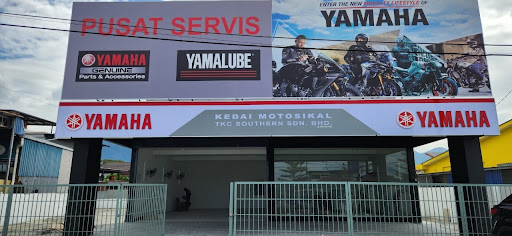 PUSAT SERVIS
YAMAHA
GENUINE
Parts & Accessories
YAMALUBE
ENTER THE NEW LIFESTYLE OF
YAMAHA
YAMAHA
KEDAI MOTOSIKAL
TKC SOUTHERN SDN. BHD.
YAMAHA